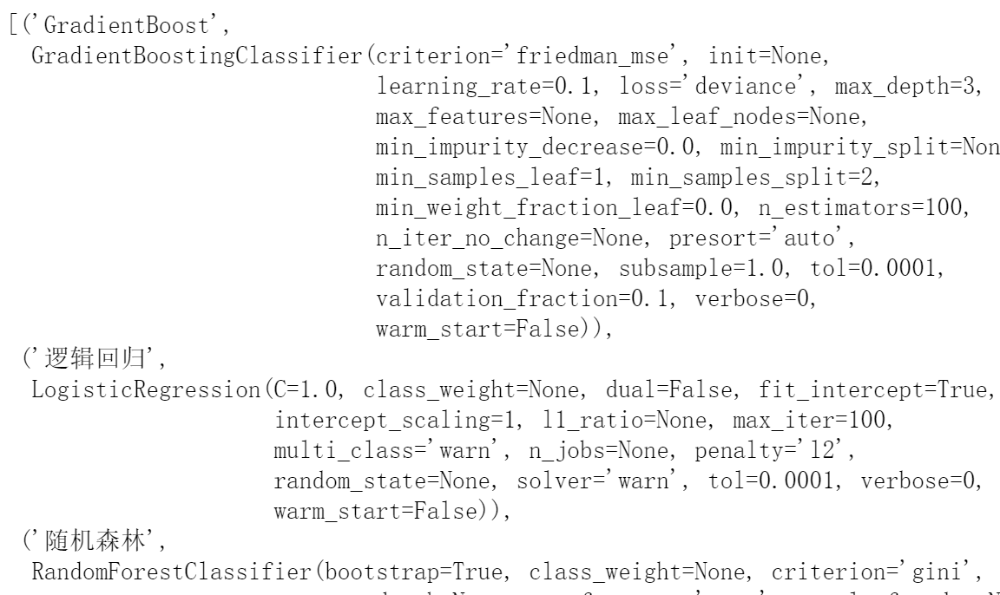 [('GradientBoost',
GradientBoostingClassifier(criterion='friedman_mse', init=None,
learning_rate=0.1, loss='deviance', max_depth=3,
max_features=None, max_leaf_nodes=None,
min_impurity_decrease=0.0, min_impurity_split=Non
min_samples_leaf=1, min_samples_split=2,
min_weight_fraction_leaf=0.0, n_estimators=100,
n_iter_no_change=None, presort='auto',
random_state=None, subsample=1.0, tol=0.0001,
validation_fraction=0.1, verbose=0,
warm_start=False)),
('逻辑回归',
LogisticRegression(C=1.0, class_weight=None, dual=False, fit_intercept=True,
intercept_scaling=1, l1_ratio=None, max_iter=100,
multi_class='warn', n_jobs=None, penalty='l2',
random_state=None, solver='warn', tol=0.0001, verbose=0,
warm_start=False)),
('随机森林',
RandomForestClassifier(bootstrap=True, class_weight=None, criterion='gini',